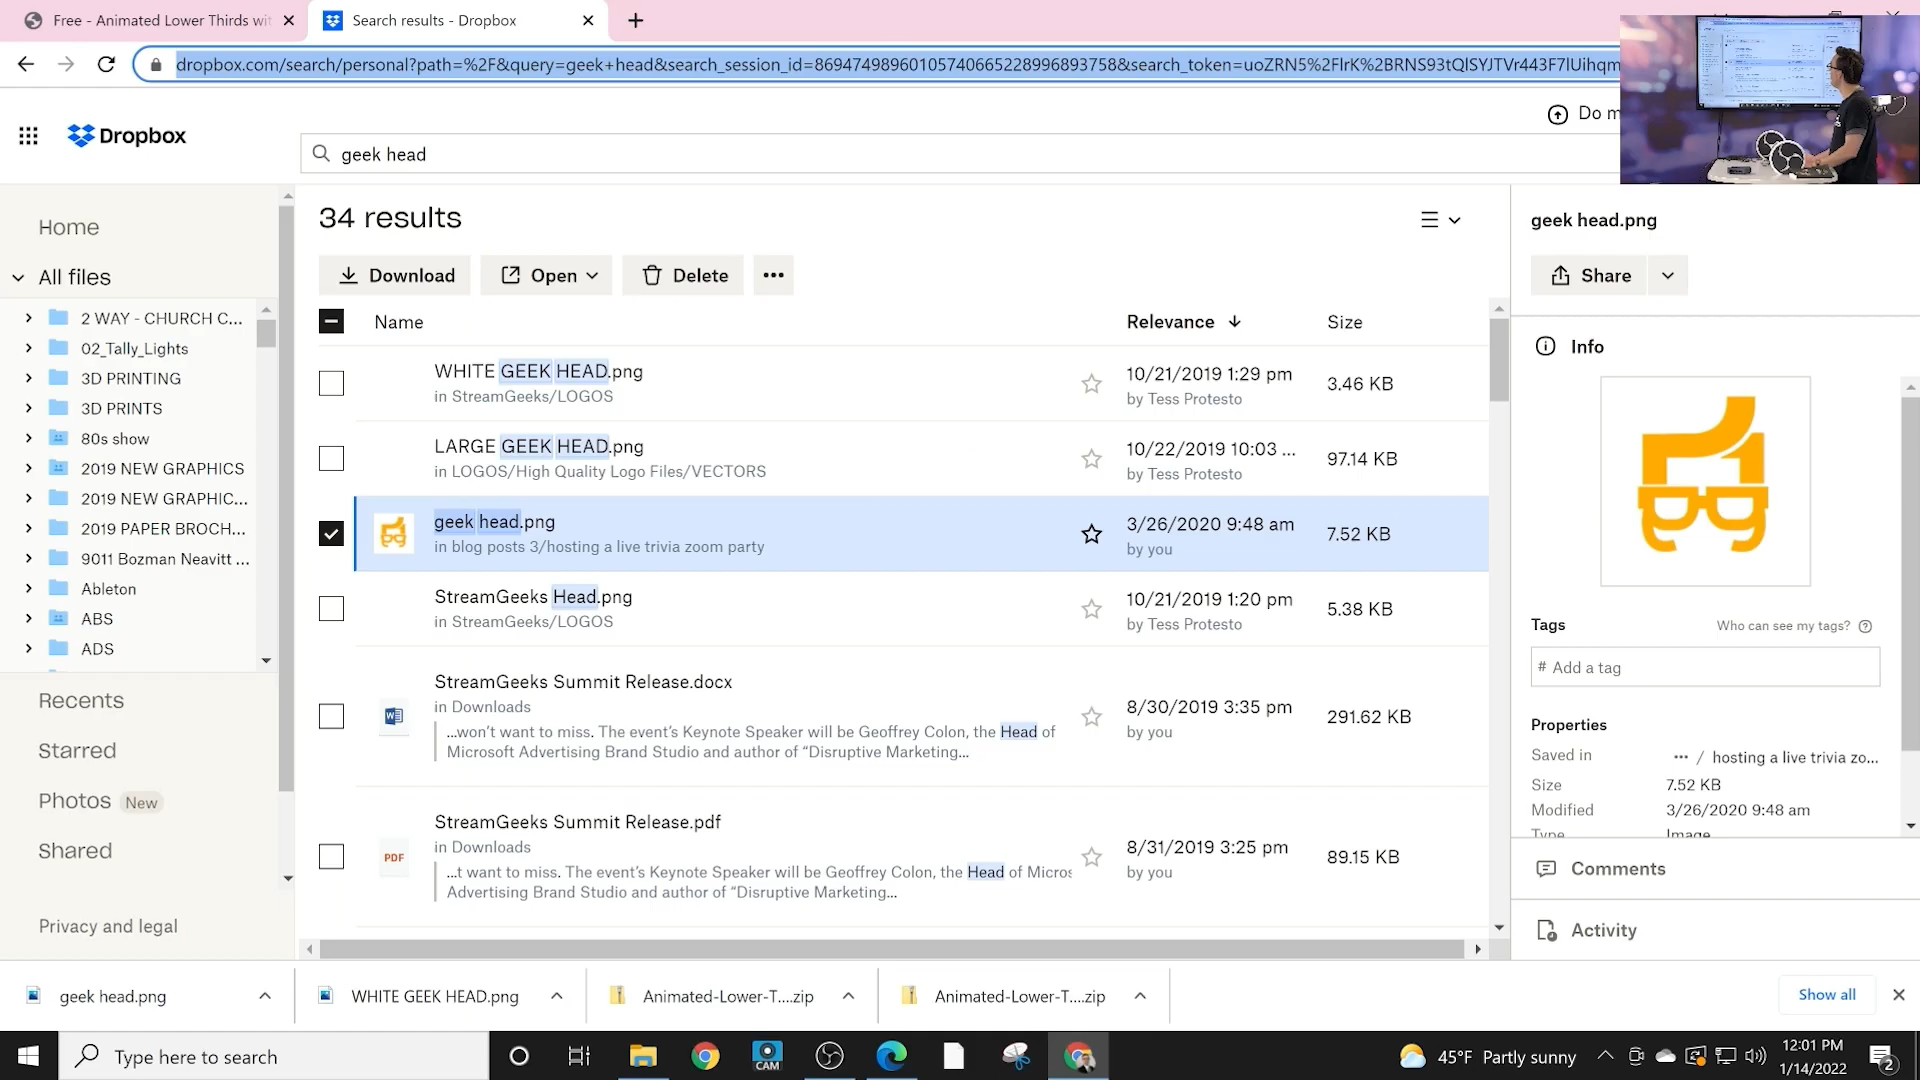 Free - Animated Lower Thirds wit
Search results - Dropbox
dropbox.com/search/personal?path=%2F&query=geek+head&search_session_id=86947498960105740665228996893758&search_token=uoZRN5%2FlrK%2BRNS93tQlSYJTVr443F7lUihqm
Dropbox
Do m
geek head
Home
All files
2 WAY - CHURCH C...
02_Tally_Lights
3D PRINTING
3D PRINTS
80s show
2019 NEW GRAPHICS
2019 NEW GRAPHIC...
2019 PAPER BROCH...
9011 Bozman Neavitt ...
Ableton
ABS
ADS
Recents
Starred
Photos New
Shared
Privacy and legal
34 results
Download
Open
Delete
Name
Relevance
Size
WHITE GEEK HEAD.png
in StreamGeeks/LOGOS
10/21/2019 1:29 pm
by Tess Protesto
3.46 KB
LARGE GEEK HEAD.png
in LOGOS/High Quality Logo Files/VECTORS
10/22/2019 10:03 ...
by Tess Protesto
97.14 KB
geek head.png
in blog posts 3/hosting a live trivia zoom party
3/26/2020 9:48 am
by you
7.52 KB
StreamGeeks Head.png
in StreamGeeks/LOGOS
10/21/2019 1:20 pm
by Tess Protesto
5.38 KB
StreamGeeks Summit Release.docx
in Downloads
...won't want to miss. The event's Keynote Speaker will be Geoffrey Colon, the Head of
Microsoft Advertising Brand Studio and author of "Disruptive Marketing...
8/30/2019 3:35 pm
by you
291.62 KB
StreamGeeks Summit Release.pdf
in Downloads
PDF
...t want to miss. The event's Keynote Speaker will be Geoffrey Colon, the Head of Micros
Advertising Brand Studio and author of "Disruptive Marketing...
8/31/2019 3:25 pm
by you
89.15 KB
geek head.png
Share
Info
Tags
Who can see my tags?
# Add a tag
Properties
Saved in
··· / hosting a live trivia zo...
Size
7.52 KB
Modified
3/26/2020 9:48 am
Type
Image
Comments
Activity
geek head.png
WHITE GEEK HEAD.png
Animated-Lower-T....zip
Animated-Lower-T....zip
Show all
Type here to search
CAM
45°F Partly sunny
12:01 PM
1/14/2022
2